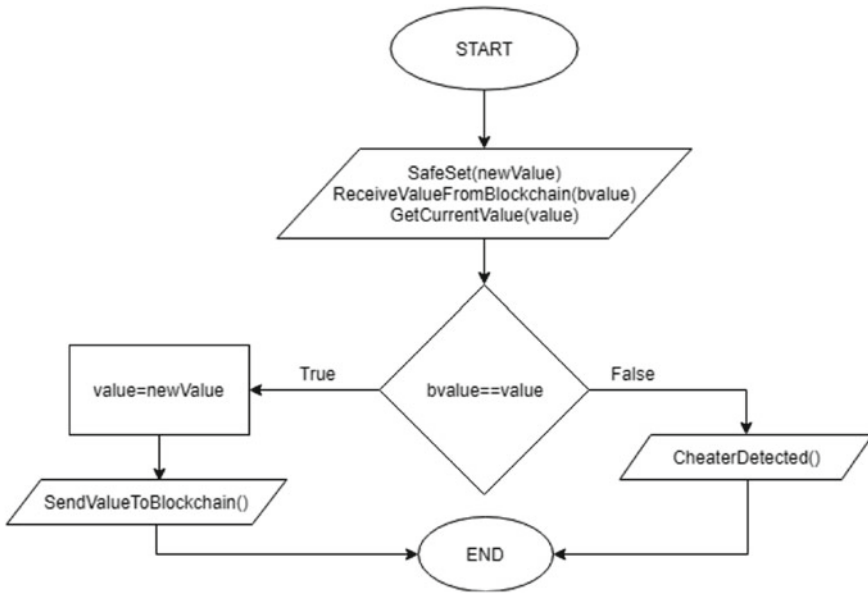 START
SafeSet(newValue)
ReceiveValueFromBlockchain(bvalue)
GetCurrentValue(value)
True
False
value=newValue
bvalue==value
CheaterDetected()
SendValueToBlockchain()
END